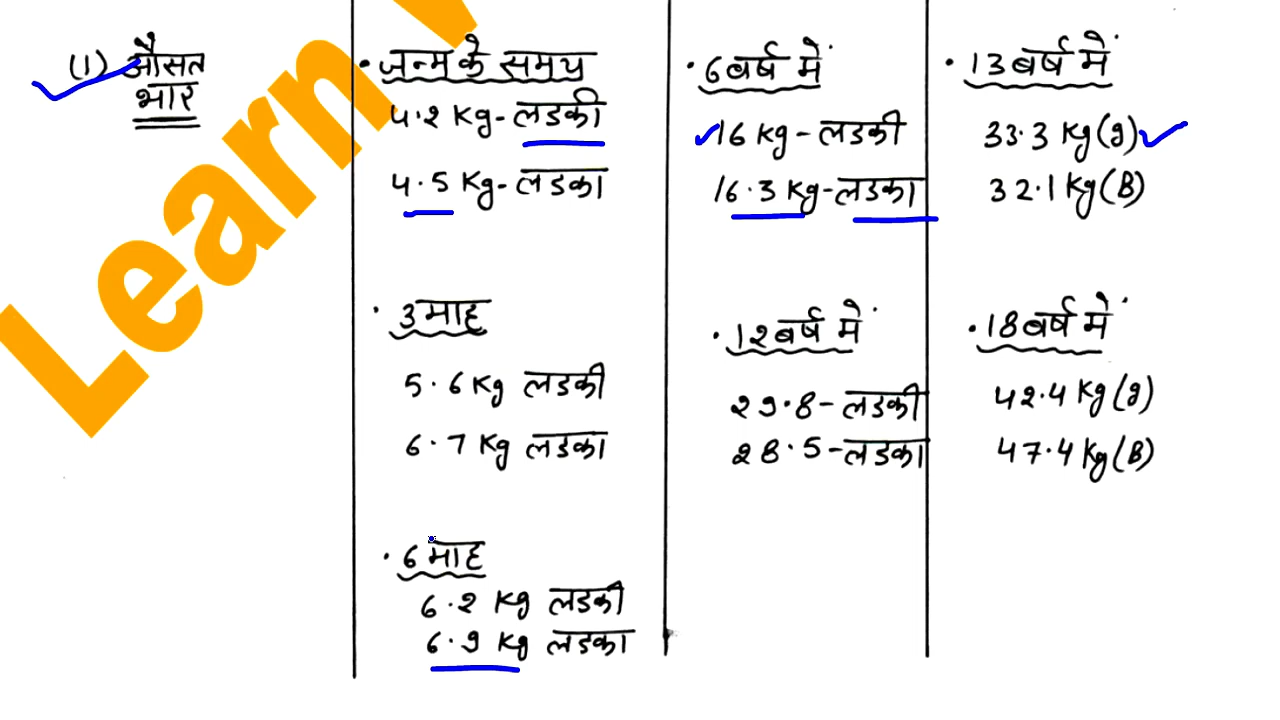 (1) औसत
भार
Learn
• जन्म के समय
4.2 Kg - लडकी
4.5 Kg - लडका
• 3 माह
5.6 Kg लडकी
6.7 Kg लडका
• 6 माह
6.2 Kg लडकी
6.9 Kg लडका
• 6 वर्ष में
16 Kg - लडकी
16.3 Kg - लडका
• 12 वर्ष में
29.8 - लडकी
28.5 - लडका
• 13 वर्ष में
33.3 Kg (g)
32.1 Kg (B)
• 18 वर्ष में
42.4 Kg (g)
47.4 Kg (B)